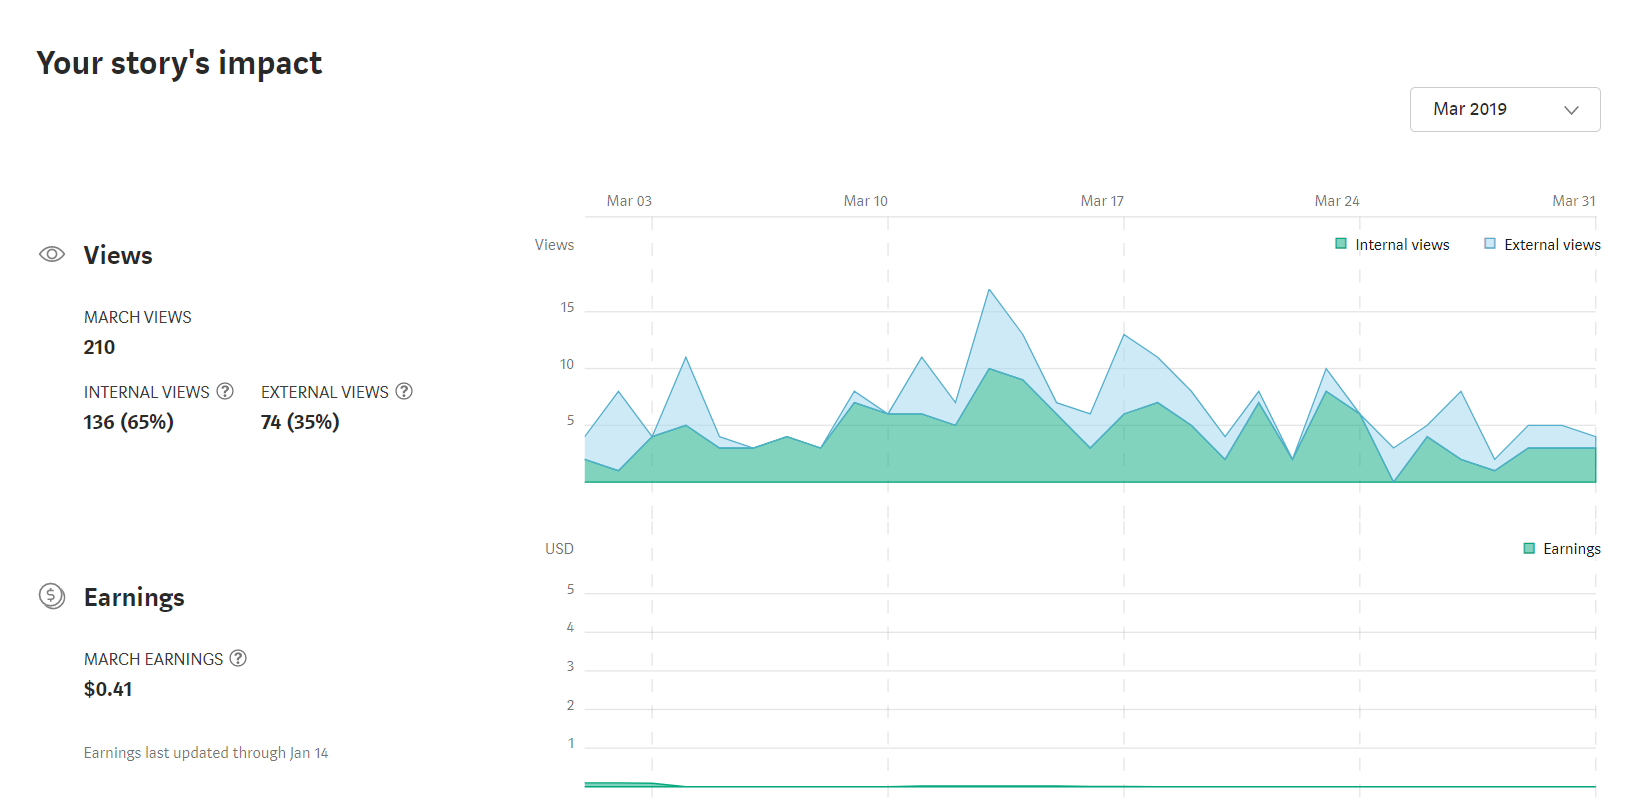 Your story's impact
Mar 2019
Mar 03 Mar 10 Mar 17 Mar 24 Mar 31
Views
Views
Internal views External views
MARCH VIEWS
210
INTERNAL VIEWS ? EXTERNAL VIEWS ?
136 (65%) 74 (35%)
15
10
5
USD
Earnings
Earnings
$
MARCH EARNINGS ?
$0.41
Earnings last updated through Jan 14
5
4
3
2
1